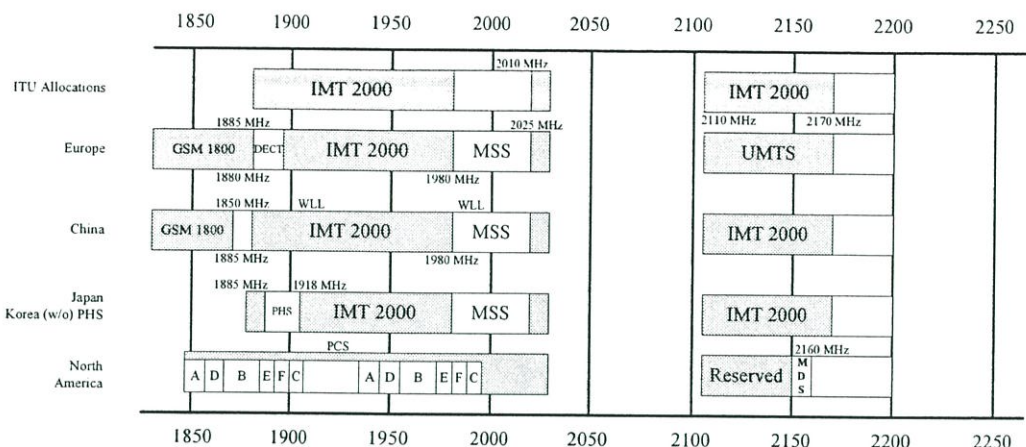 1850 1900 1950 2000 2100 2150 2200 2250
2010 MHz
ITU Allocations IMT 2000 IMT 2000
1885 MHz 2025 MHz 2110 MHz 2170 MHz
Europe GSM 1800 DECT IMT 2000 MSS UMTS
1880 MHz 1980 MHz
1850 MHz WLL WLL
China GSM 1800 IMT 2000 MSS IMT 2000
1885 MHz 1980 MHz
1885 MHz 1918 MHz
Japan
Korea (w/o) PHS PHS IMT 2000 MSS IMT 2000
PCS 2160 MHz
North
America A D B E F C A D B E F C Reserved MDS
1850 1900 1950 2000 2100 2150 2200 2250